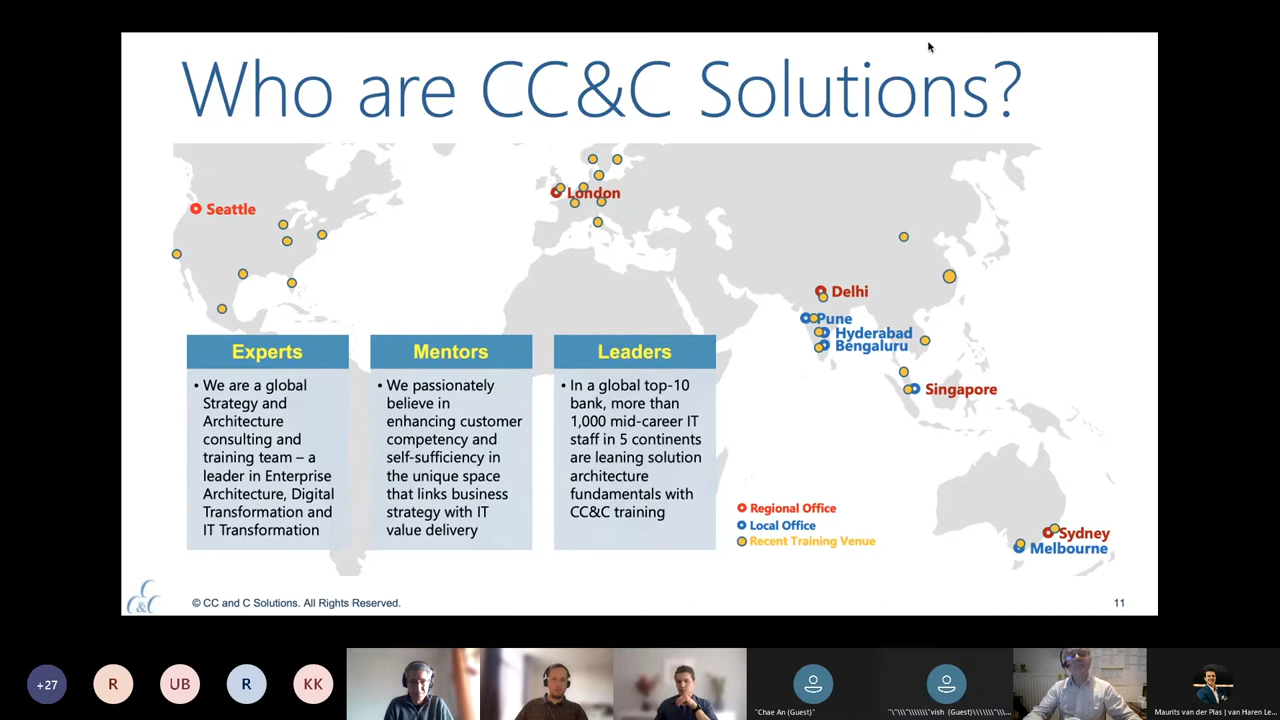 Who are CC&C Solutions?
Seattle
London
Delhi
Pune
Hyderabad
Bengaluru
Singapore
Sydney
Melbourne
Experts
• We are a global
Strategy and
Architecture
consulting and
training team – a
leader in Enterprise
Architecture, Digital
Transformation and
IT Transformation
Mentors
• We passionately
believe in
enhancing customer
competency and
self-sufficiency in
the unique space
that links business
strategy with IT
value delivery
Leaders
• In a global top-10
bank, more than
1,000 mid-career IT
staff in 5 continents
are leaning solution
architecture
fundamentals with
CC&C training
Regional Office
Local Office
Recent Training Venue
C
C&C
© CC and C Solutions. All Rights Reserved.
11
+27
R
UB
R
KK
"Chae An (Guest)"
"\"\\\"\\\\\\\"vish (Guest)\\\\\\\"\\...
Maurits van der Plas | van Haren Le...